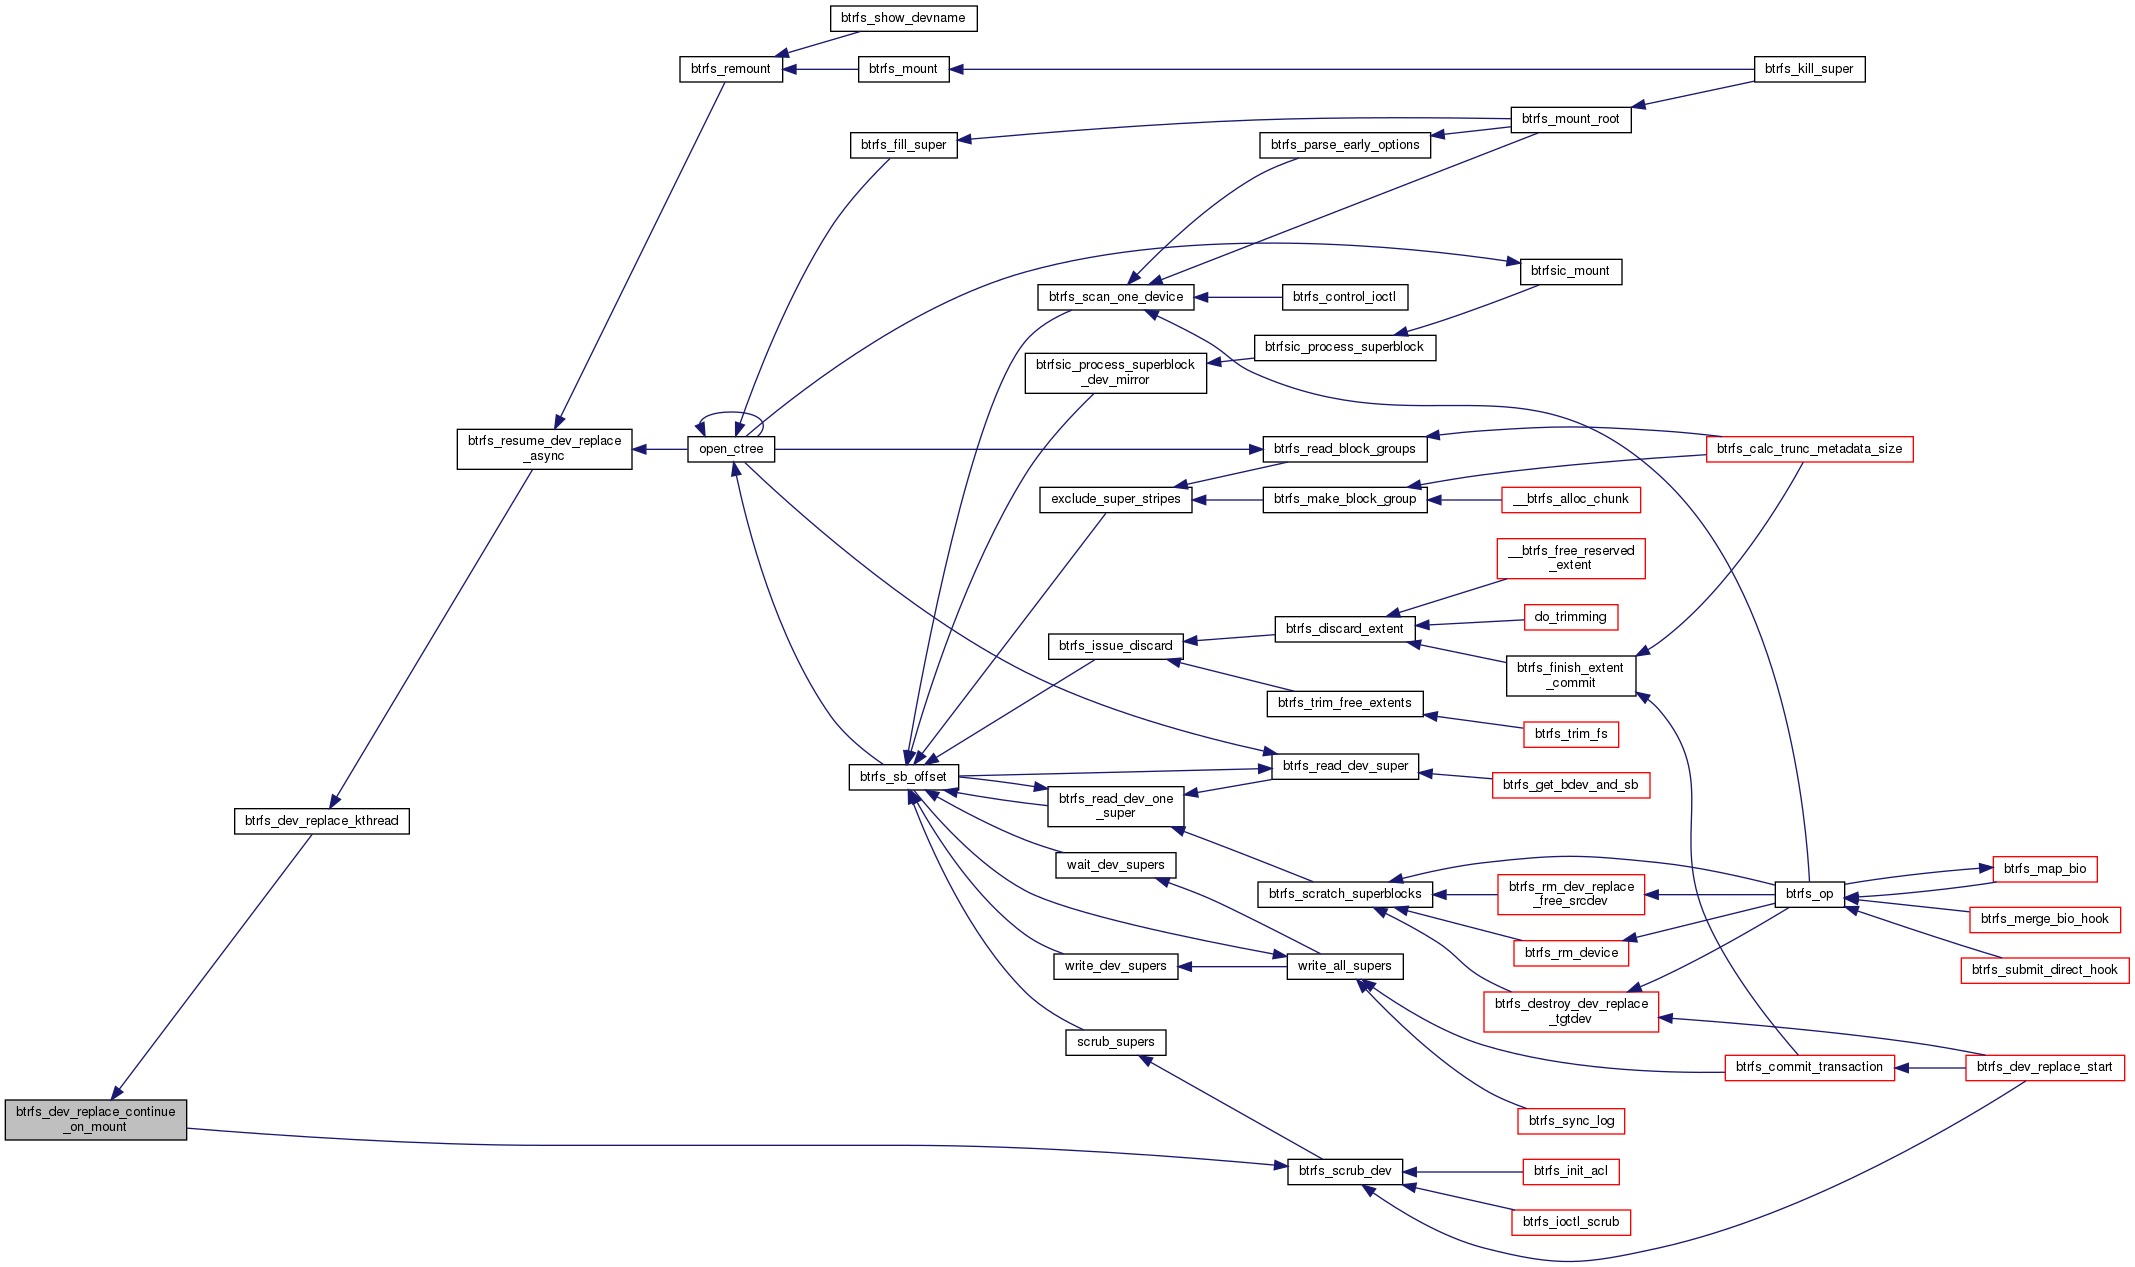 btrfs_show_devname
btrfs_remount
btrfs_mount
btrfs_kill_super
btrfs_mount_root
btrfs_fill_super
btrfs_parse_early_options
btrfsic_mount
btrfs_scan_one_device
btrfs_control_ioctl
btrfsic_process_superblock
btrfsic_process_superblock
_dev_mirror
btrfs_resume_dev_replace
_async
open_ctree
btrfs_read_block_groups
btrfs_calc_trunc_metadata_size
exclude_super_stripes
btrfs_make_block_group
__btrfs_alloc_chunk
__btrfs_free_reserved
_extent
do_trimming
btrfs_discard_extent
btrfs_issue_discard
btrfs_finish_extent
_commit
btrfs_trim_free_extents
btrfs_trim_fs
btrfs_sb_offset
btrfs_read_dev_super
btrfs_get_bdev_and_sb
btrfs_read_dev_one
_super
btrfs_dev_replace_kthread
wait_dev_supers
btrfs_scratch_superblocks
btrfs_rm_dev_replace
_free_srcdev
btrfs_op
btrfs_map_bio
btrfs_merge_bio_hook
btrfs_rm_device
btrfs_submit_direct_hook
write_dev_supers
write_all_supers
btrfs_destroy_dev_replace
_tgtdev
scrub_supers
btrfs_commit_transaction
btrfs_dev_replace_start
btrfs_dev_replace_continue
_on_mount
btrfs_sync_log
btrfs_scrub_dev
btrfs_init_acl
btrfs_ioctl_scrub